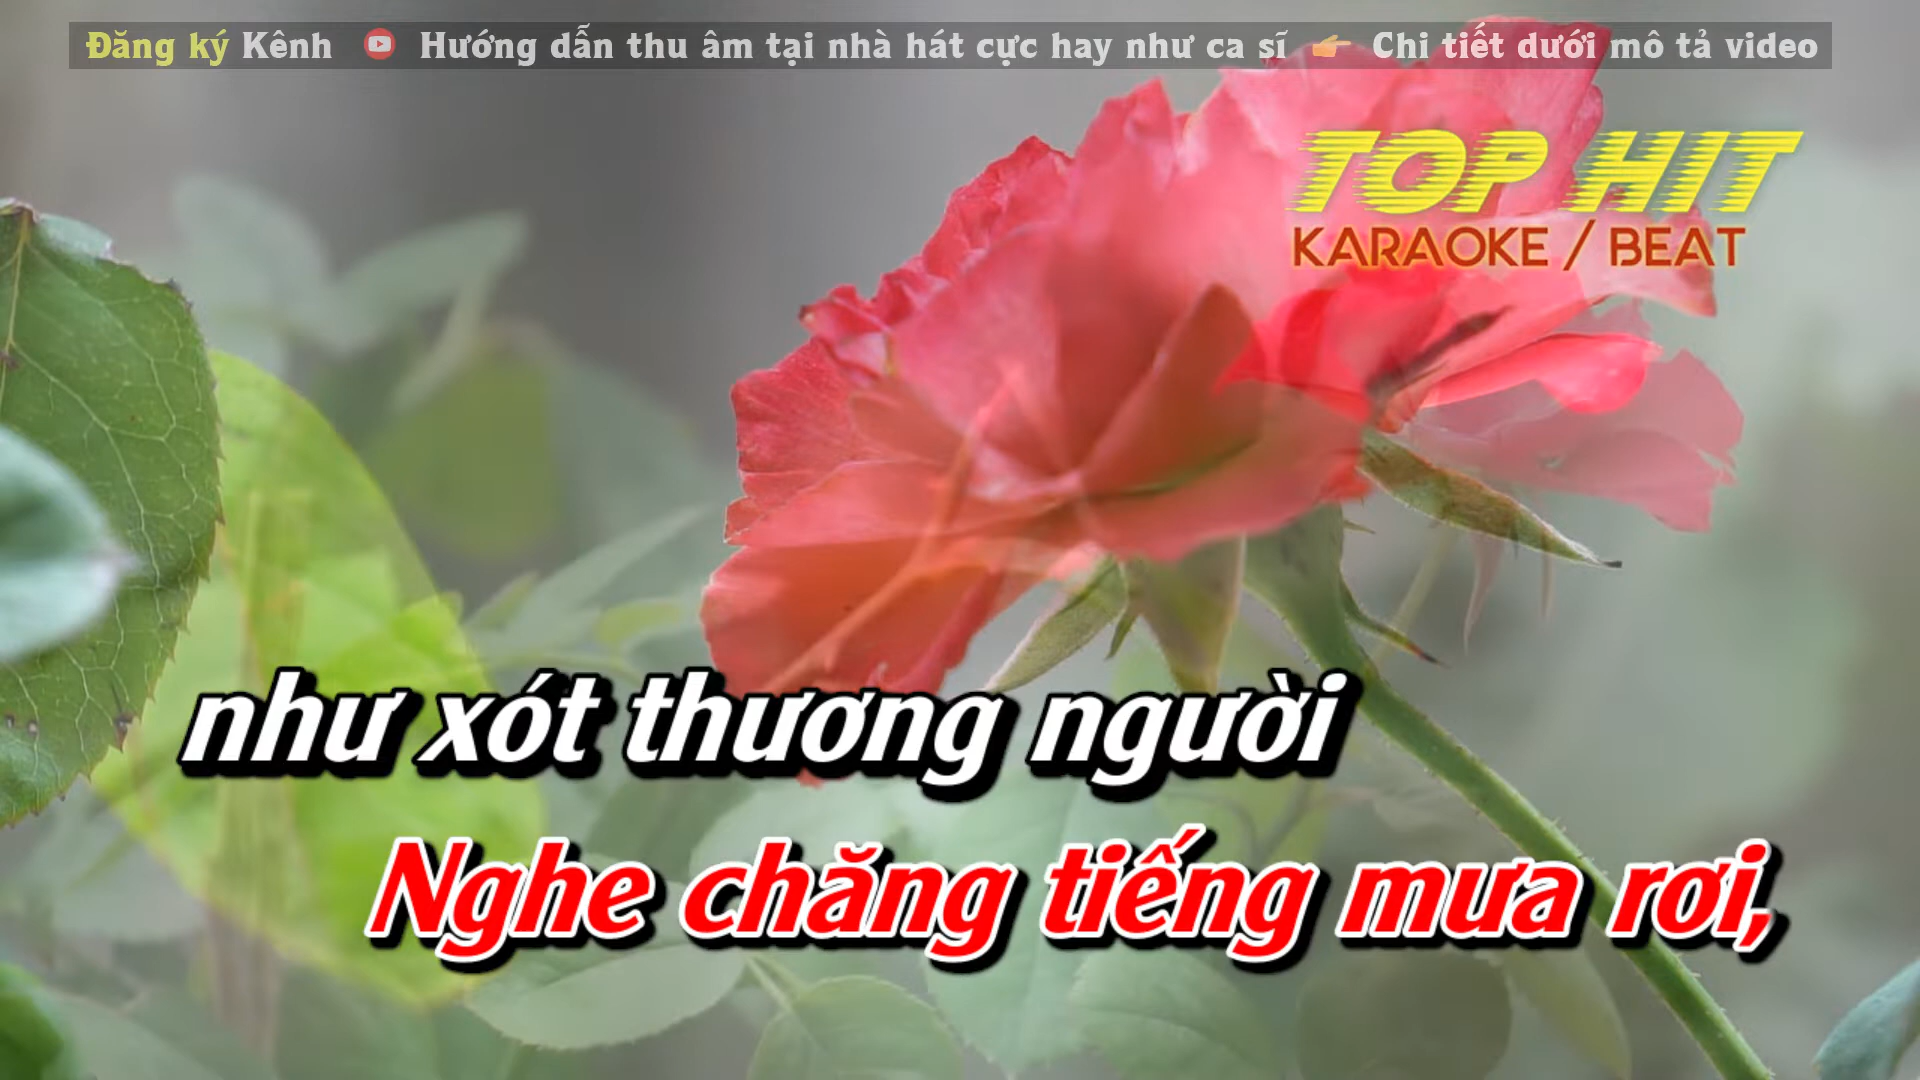 Đăng ký Kênh Hướng dẫn thu âm tại nhà hát cực hay như ca sĩ 👉 Chi tiết dưới mô tả video
TOP HIT
KARAOKE / BEAT
như xót thương người
Nghe chăng tiếng mưa rơi,